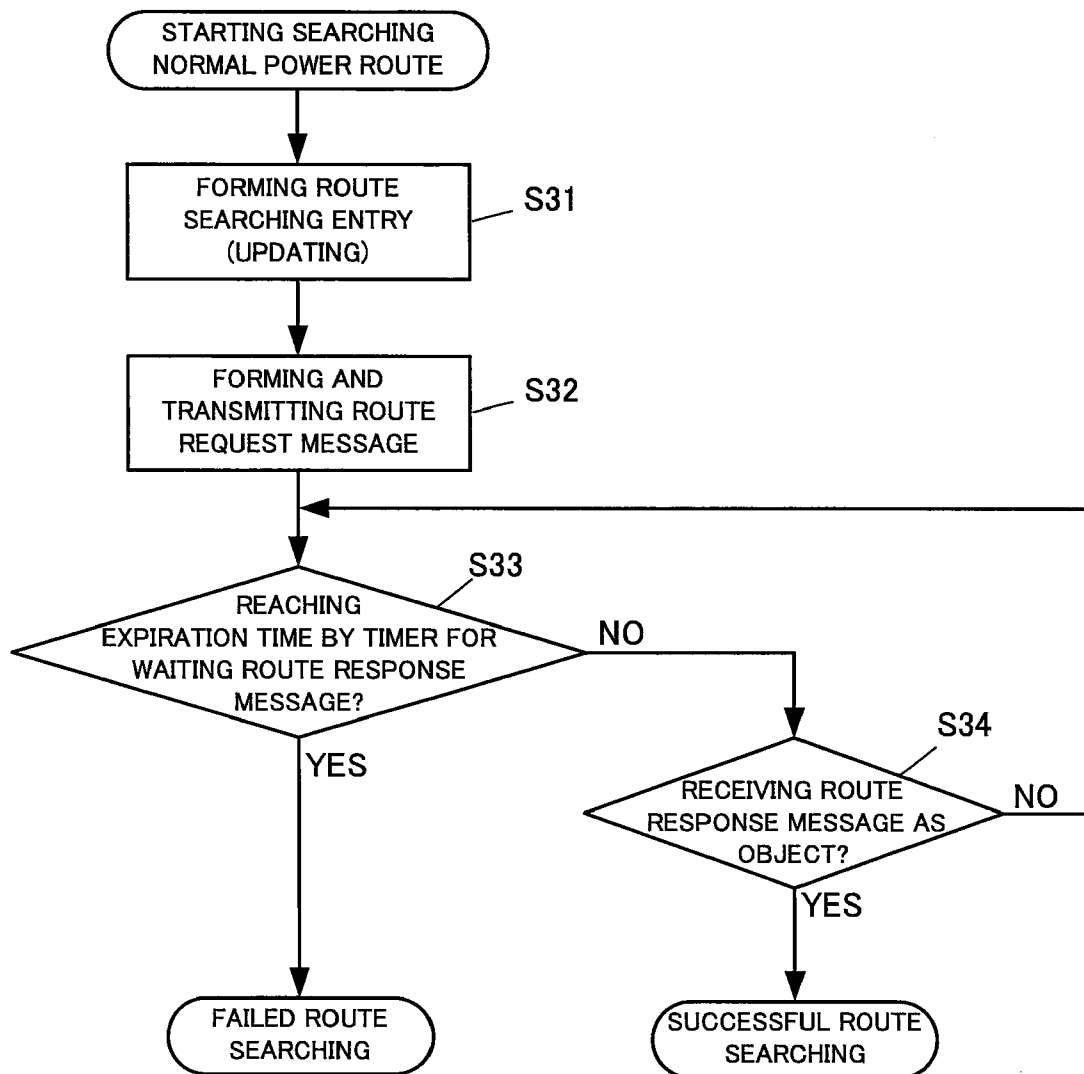 STARTING SEARCHING
NORMAL POWER ROUTE
FORMING ROUTE
SEARCHING ENTRY
(UPDATING)
S31
FORMING AND
TRANSMITTING ROUTE
REQUEST MESSAGE
S32
S33
REACHING
EXPIRATION TIME BY TIMER FOR
WAITING ROUTE RESPONSE
MESSAGE?
NO
YES
S34
RECEIVING ROUTE
RESPONSE MESSAGE AS
OBJECT?
NO
YES
FAILED ROUTE
SEARCHING
SUCCESSFUL ROUTE
SEARCHING